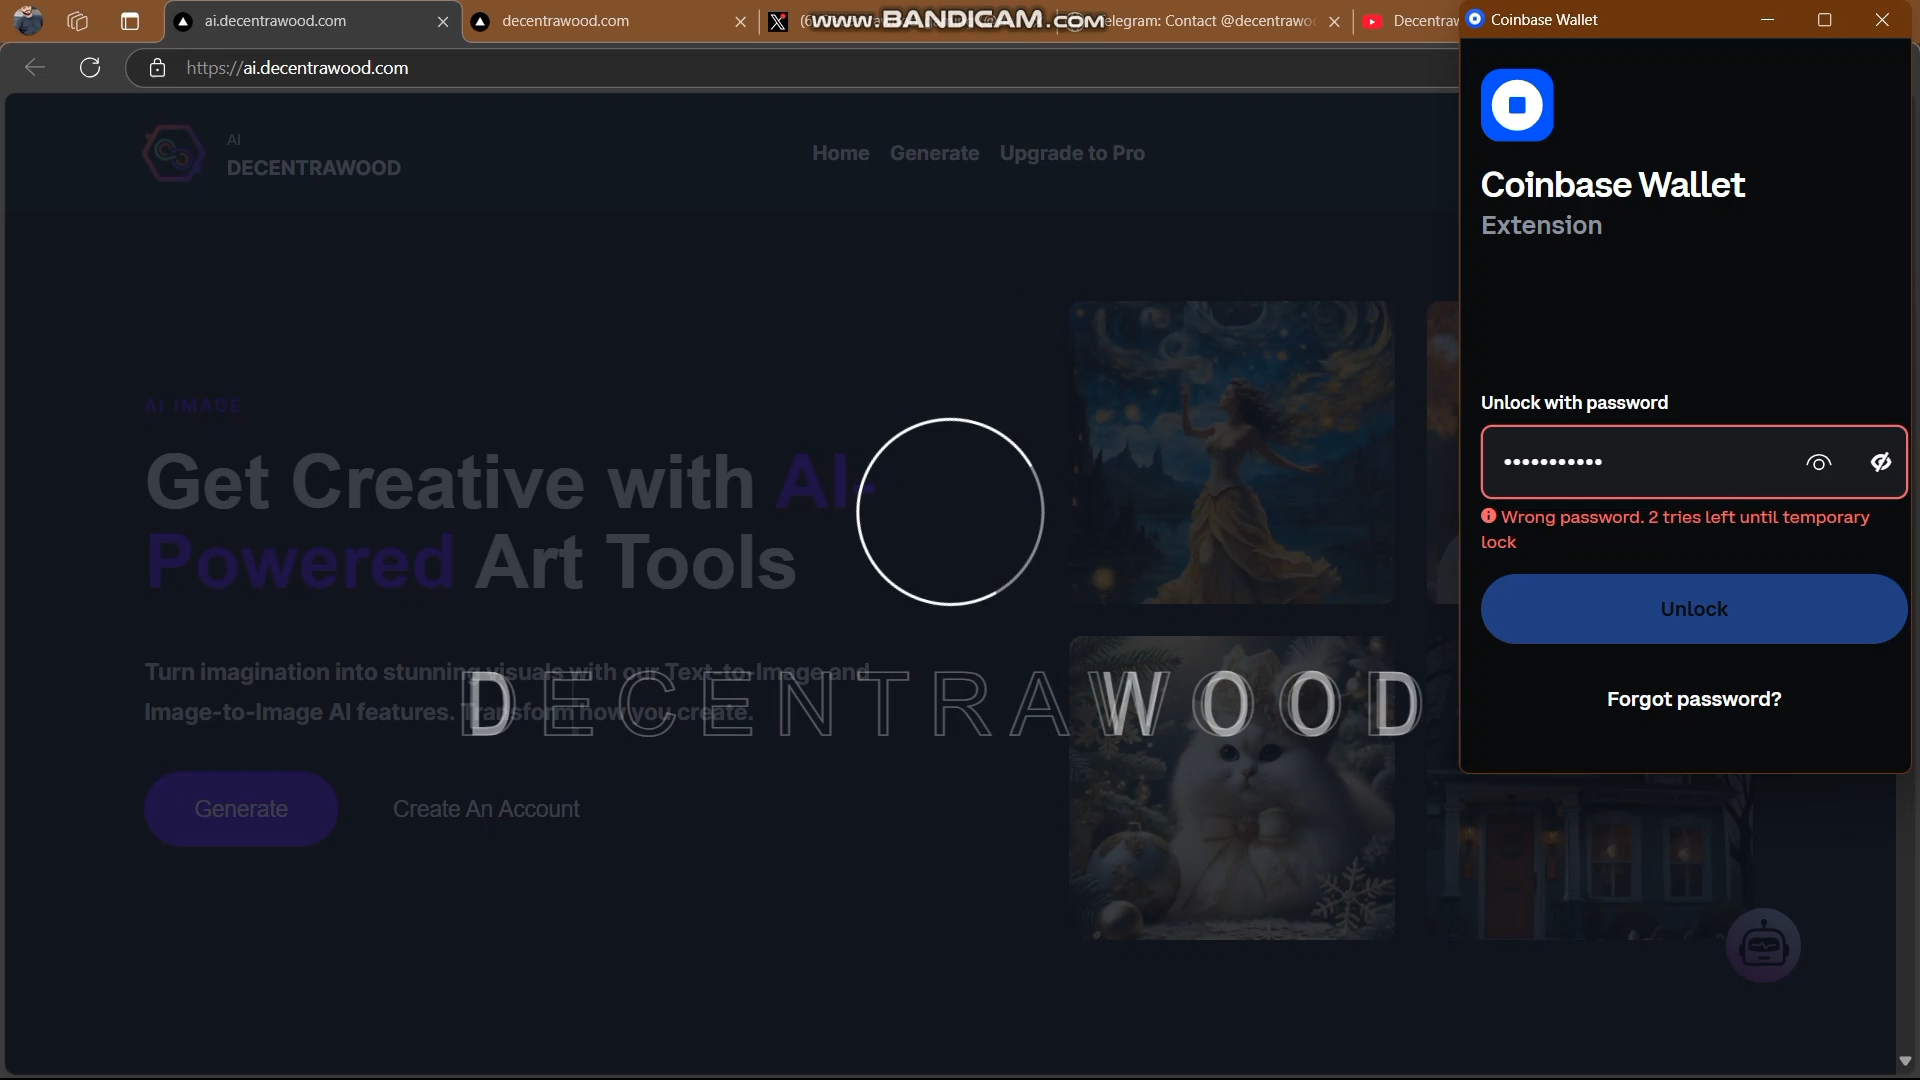 ai.decentrawood.com
decentrawood.com
www.BANDICAM.com
elegram: Contact @decentrawo
Decentraw
Coinbase Wallet
https://ai.decentrawood.com
AI
DECENTRAWOOD
Home
Generate
Upgrade to Pro
Coinbase Wallet
Extension
Unlock with password
•••••••••••
Wrong password. 2 tries left until temporary
lock
Unlock
Forgot password?
AI IMAGE
Get Creative with AI-
Powered Art Tools
Turn imagination into stunning visuals with our Text-to-Image and
Image-to-Image AI features. Transform how you create.
DECENTRAWOOD
Generate
Create An Account